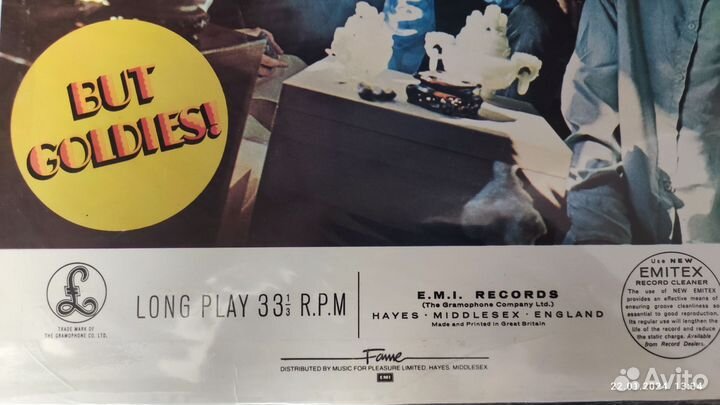 BUT
GOLDIES!
£
TRADE MARK OF
THE GRAMOPHONE CO. LTD.
LONG PLAY 33⅓ R.P.M
E.M.I. RECORDS
(The Gramophone Company Ltd.)
HAYES · MIDDLESEX · ENGLAND
Made and Printed in Great Britain
Use NEW
EMITEX
RECORD CLEANER
The use of NEW EMITEX
provides an effective means of
ensuring groove cleanliness so
essential to good reproduction.
Its regular use will lengthen the
life of the record and reduce
the static charge. Available
from Record Dealers.
Fame
DISTRIBUTED BY MUSIC FOR PLEASURE LIMITED, HAYES, MIDDLESEX
EMI
Avito
22.03.2024 13:34